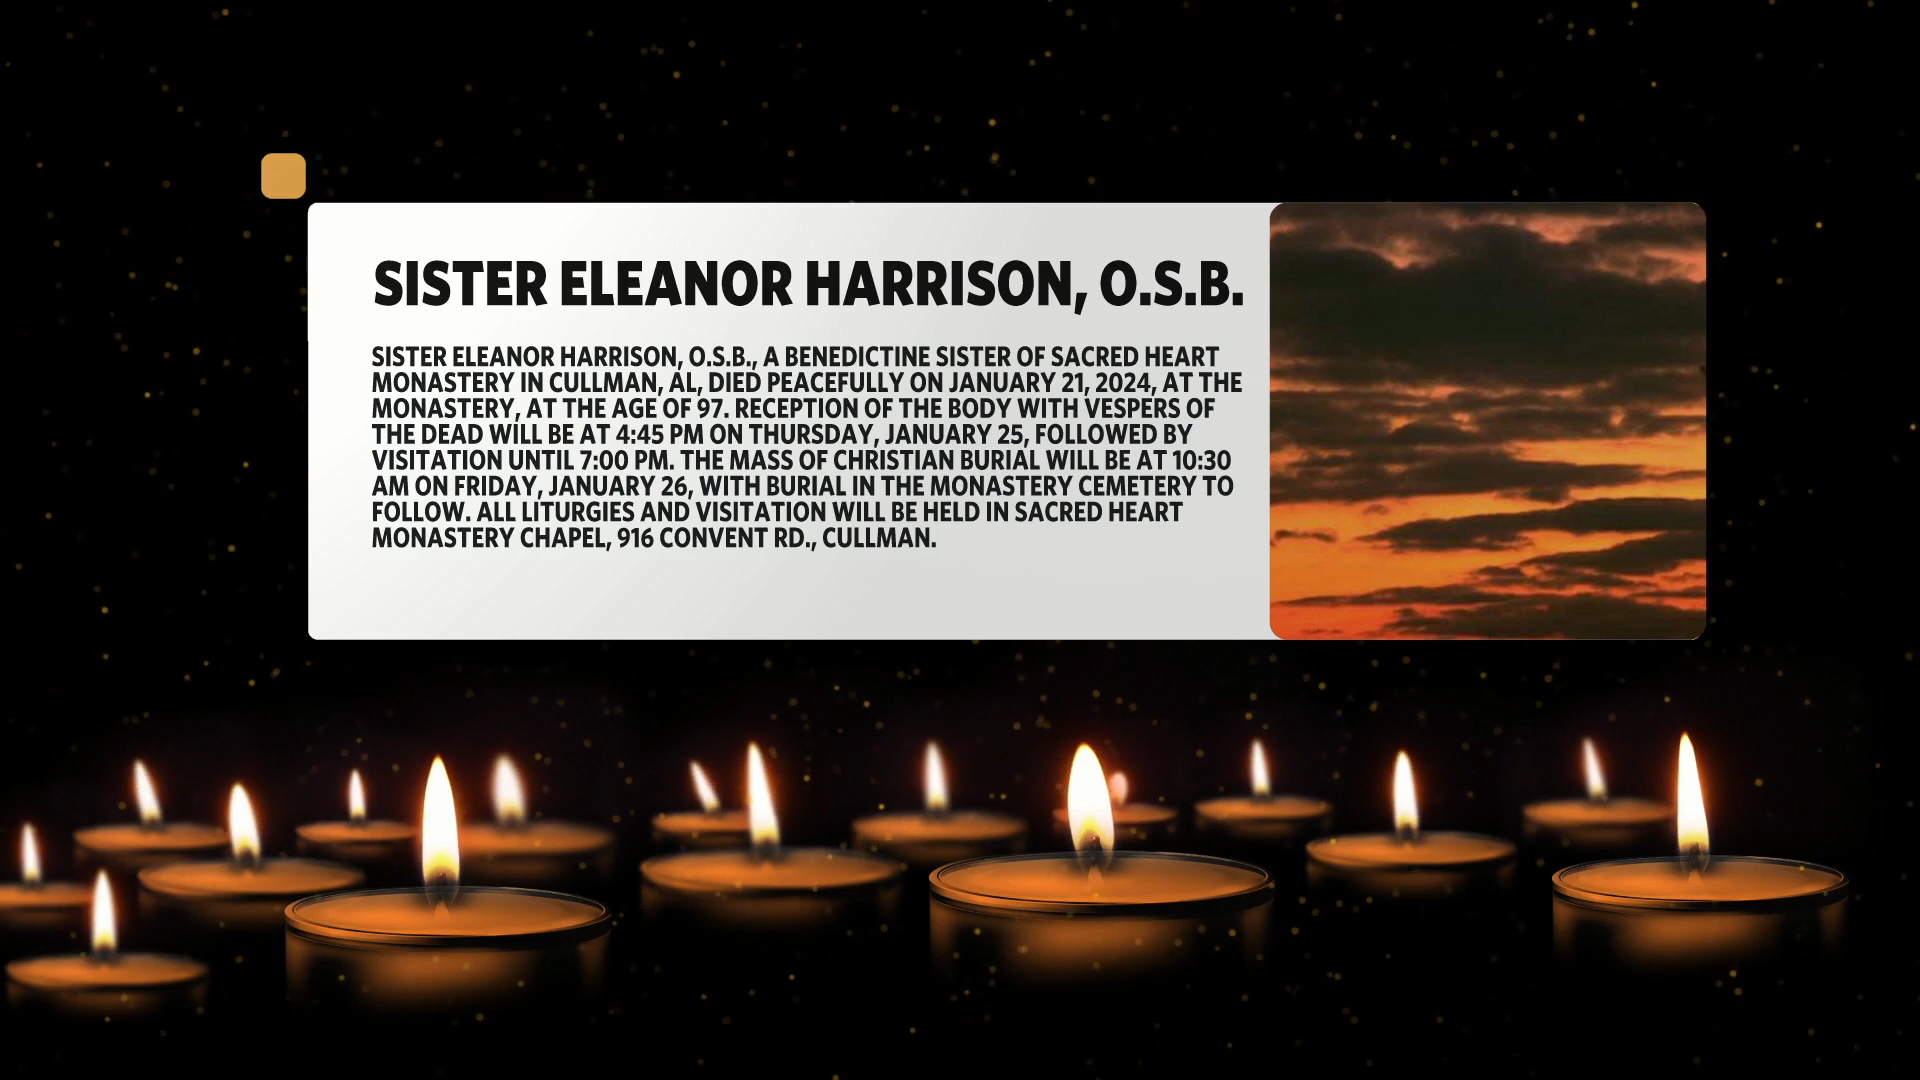 SISTER ELEANOR HARRISON, O.S.B.
SISTER ELEANOR HARRISON, O.S.B., A BENEDICTINE SISTER OF SACRED HEART
MONASTERY IN CULLMAN, AL, DIED PEACEFULLY ON JANUARY 21, 2024, AT THE
MONASTERY, AT THE AGE OF 97. RECEPTION OF THE BODY WITH VESPERS OF
THE DEAD WILL BE AT 4:45 PM ON THURSDAY, JANUARY 25, FOLLOWED BY
VISITATION UNTIL 7:00 PM. THE MASS OF CHRISTIAN BURIAL WILL BE AT 10:30
AM ON FRIDAY, JANUARY 26, WITH BURIAL IN THE MONASTERY CEMETERY TO
FOLLOW. ALL LITURGIES AND VISITATION WILL BE HELD IN SACRED HEART
MONASTERY CHAPEL, 916 CONVENT RD., CULLMAN.